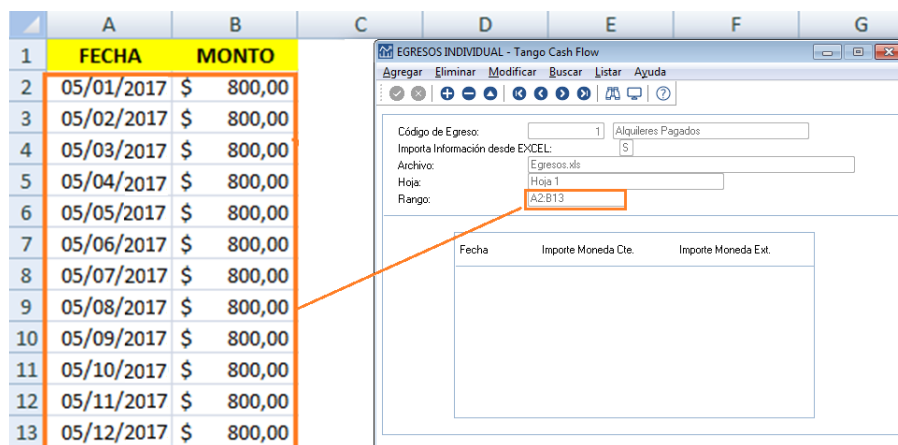 A B C D E F G
1 FECHA MONTO
2 05/01/2017 $ 800,00
3 05/02/2017 $ 800,00
4 05/03/2017 $ 800,00
5 05/04/2017 $ 800,00
6 05/05/2017 $ 800,00
7 05/06/2017 $ 800,00
8 05/07/2017 $ 800,00
9 05/08/2017 $ 800,00
10 05/09/2017 $ 800,00
11 05/10/2017 $ 800,00
12 05/11/2017 $ 800,00
13 05/12/2017 $ 800,00
EGRESOS INDIVIDUAL - Tango Cash Flow
Agregar Eliminar Modificar Buscar Listar Ayuda
Código de Egreso: 1 Alquileres Pagados
Importa Información desde EXCEL: S
Archivo: Egresos.xls
Hoja: Hoja 1
Rango: A2:B13
Fecha Importe Moneda Cte. Importe Moneda Ext.